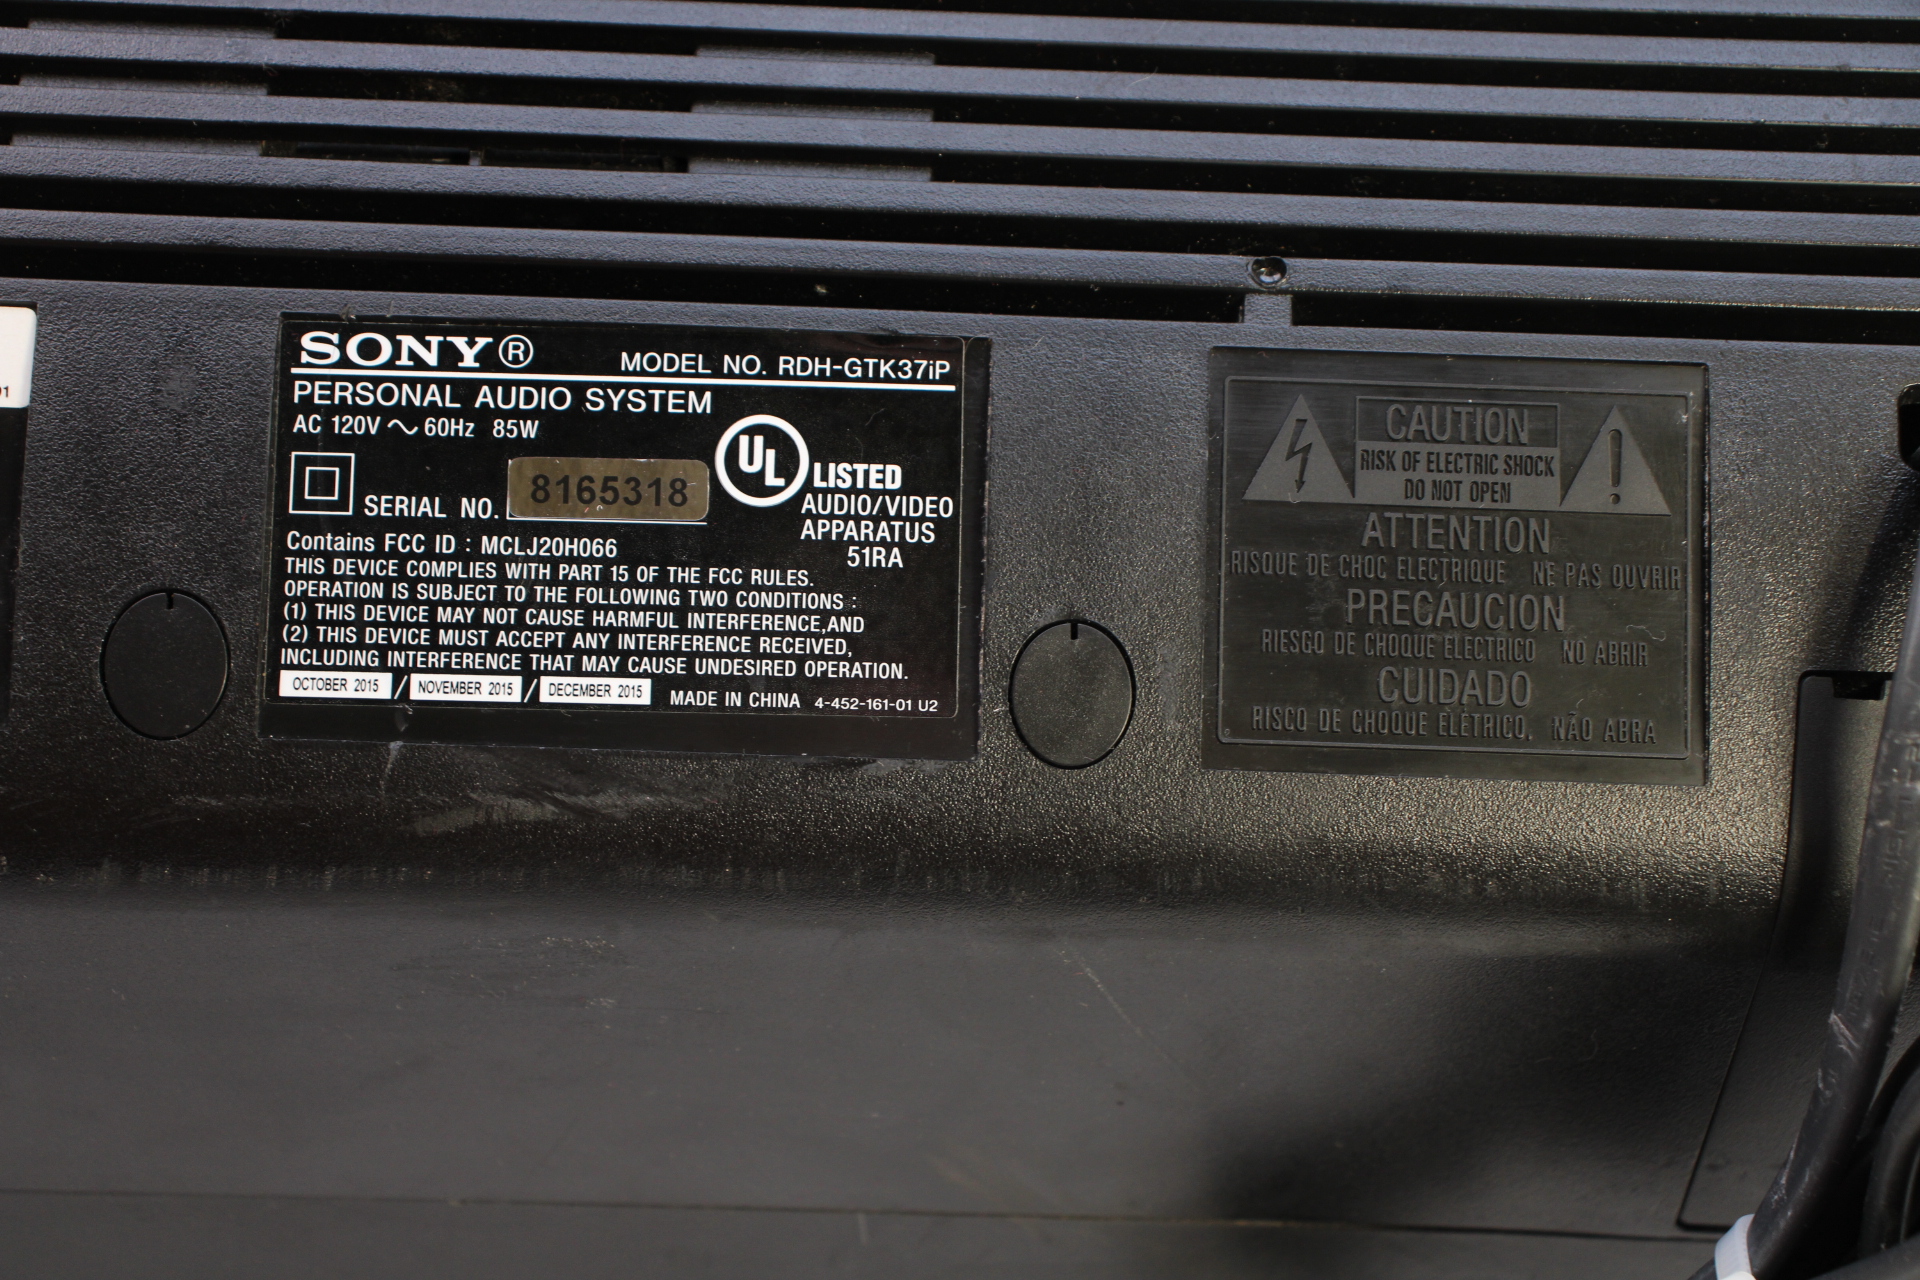 SONY®
MODEL NO. RDH-GTK37iP
PERSONAL AUDIO SYSTEM
AC 120V ～ 60Hz 85W
SERIAL NO. 8165318
UL LISTED
AUDIO/VIDEO
APPARATUS
51RA
Contains FCC ID : MCLJ20H066
THIS DEVICE COMPLIES WITH PART 15 OF THE FCC RULES.
OPERATION IS SUBJECT TO THE FOLLOWING TWO CONDITIONS :
(1) THIS DEVICE MAY NOT CAUSE HARMFUL INTERFERENCE,AND
(2) THIS DEVICE MUST ACCEPT ANY INTERFERENCE RECEIVED,
INCLUDING INTERFERENCE THAT MAY CAUSE UNDESIRED OPERATION.
OCTOBER 2015 / NOVEMBER 2015 / DECEMBER 2015 MADE IN CHINA 4-452-161-01 U2
CAUTION
RISK OF ELECTRIC SHOCK
DO NOT OPEN
ATTENTION
RISQUE DE CHOC ELECTRIQUE NE PAS OUVRIR
PRECAUCION
RIESGO DE CHOQUE ELECTRICO NO ABRIR
CUIDADO
RISCO DE CHOQUE ELÉTRICO. NÃO ABRA